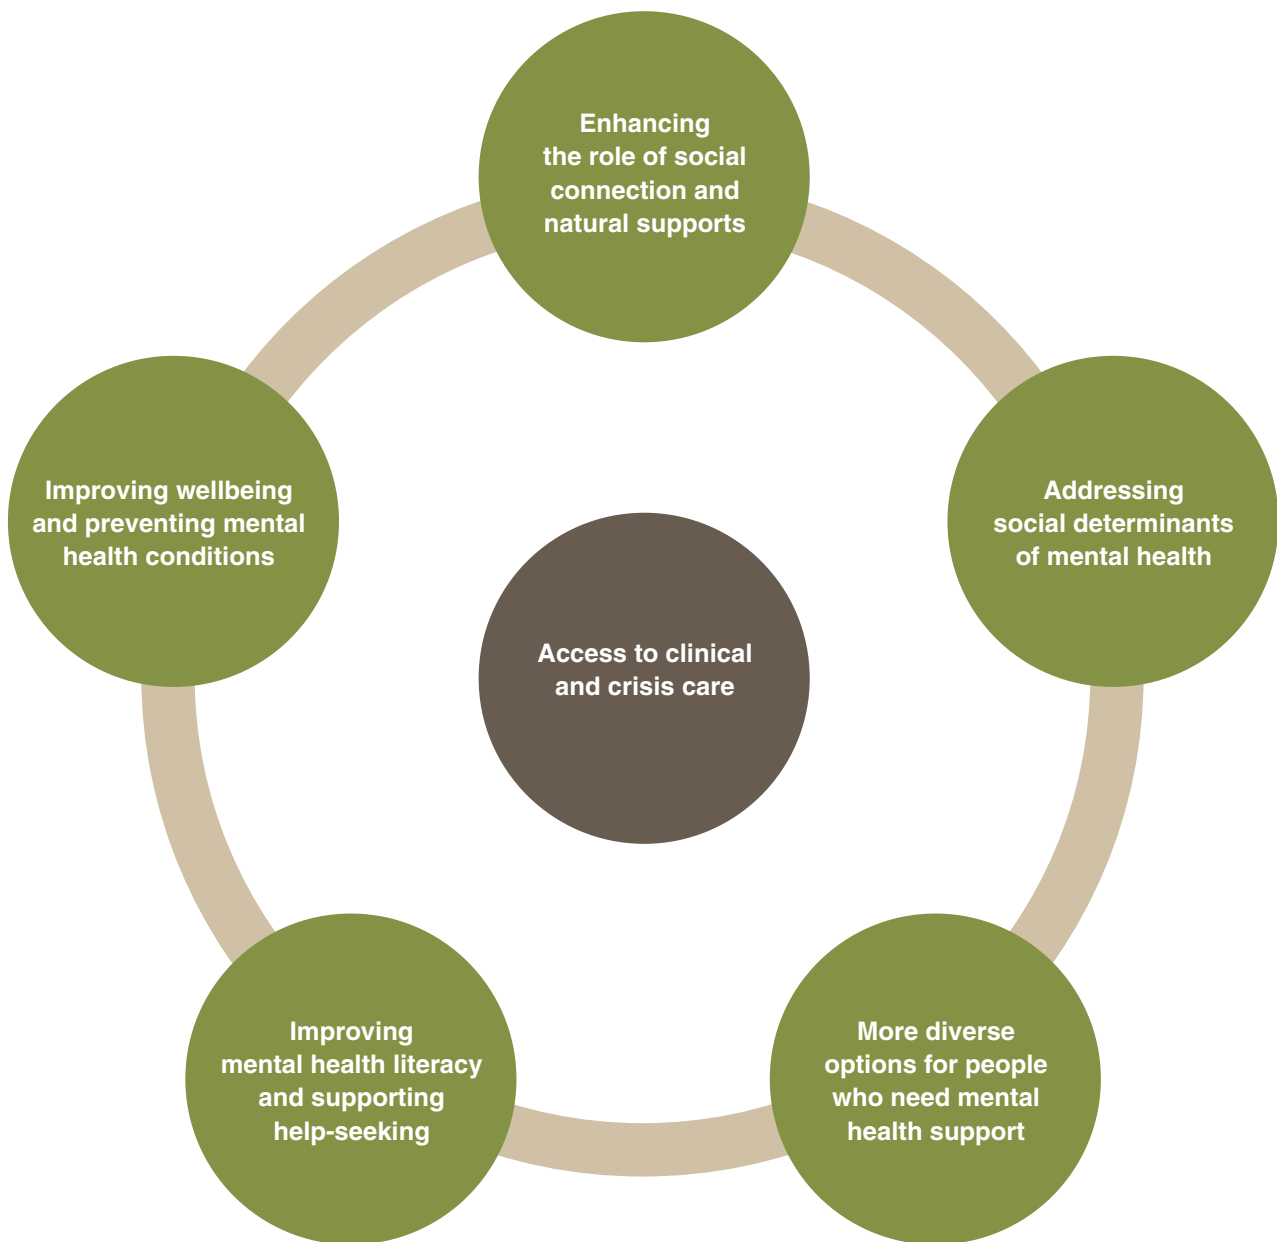 Enhancing
the role of social
connection and
natural supports
Addressing
social determinants
of mental health
More diverse
options for people
who need mental
health support
Improving
mental health literacy
and supporting
help-seeking
Improving wellbeing
and preventing mental
health conditions
Access to clinical
and crisis care